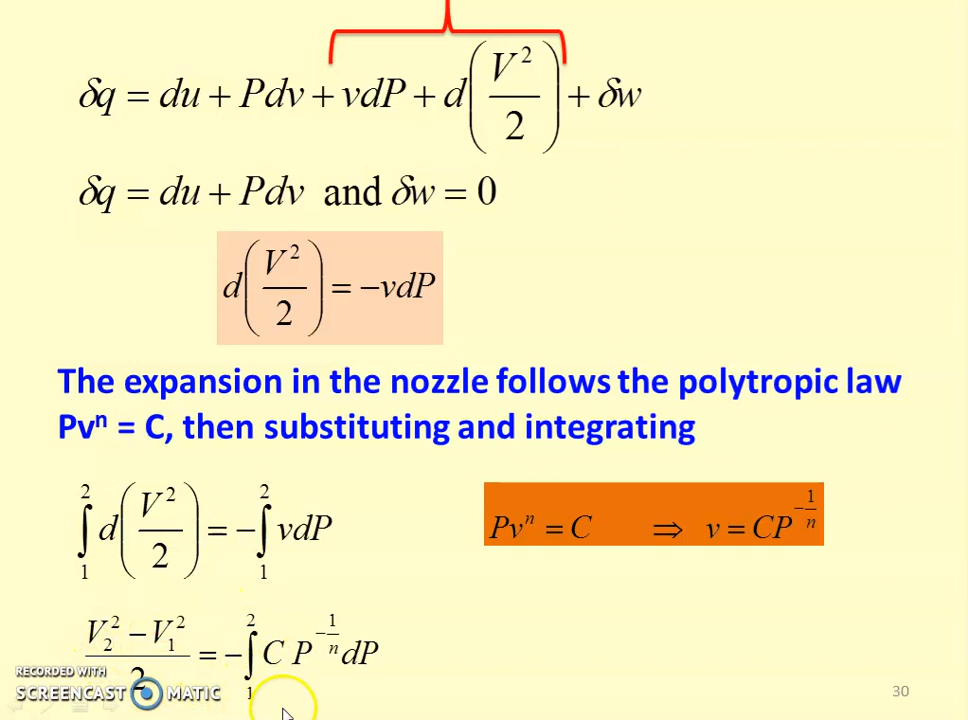 δq = du + Pdv + vdP + d(V²/2) + δw
δq = du + Pdv and δw = 0
d(V²/2) = −vdP
The expansion in the nozzle follows the polytropic law
Pvⁿ = C, then substituting and integrating
∫₁² d(V²/2) = −∫₁² vdP
Pvⁿ = C ⇒ v = CP^(−1/n)
(V₂² − V₁²)/2 = −∫₁² C P^(−1/n) dP
RECORDED WITH
SCREENCAST MATIC
30